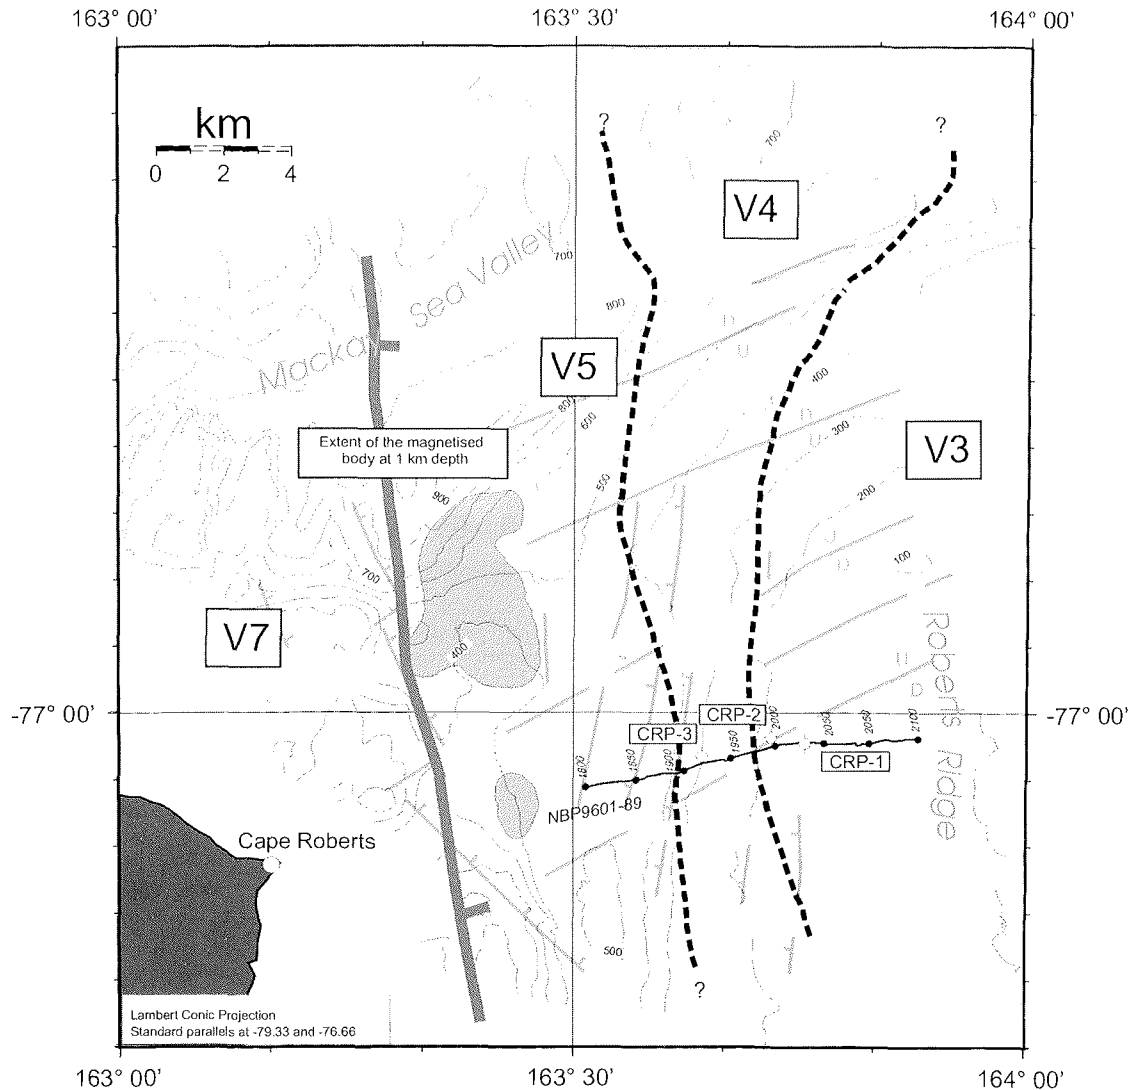 163° 00'
163° 30'
164° 00'
km
0 2 4
?
?
700
V4
Mackay Sea Valley
700
800
V5
800
600
400
Extent of the magnetised
body at 1 km depth
300
V3
900
500
200
100
700
V7
400
Roberts Ridge
-77° 00'
-77° 00'
CRP-2
CRP-3
CRP-1
1800
1850
1900
1950
2000
2050
2050
2100
NBP9601-89
Cape Roberts
500
?
Lambert Conic Projection
Standard parallels at -79.33 and -76.66
163° 00'
163° 30'
164° 00'